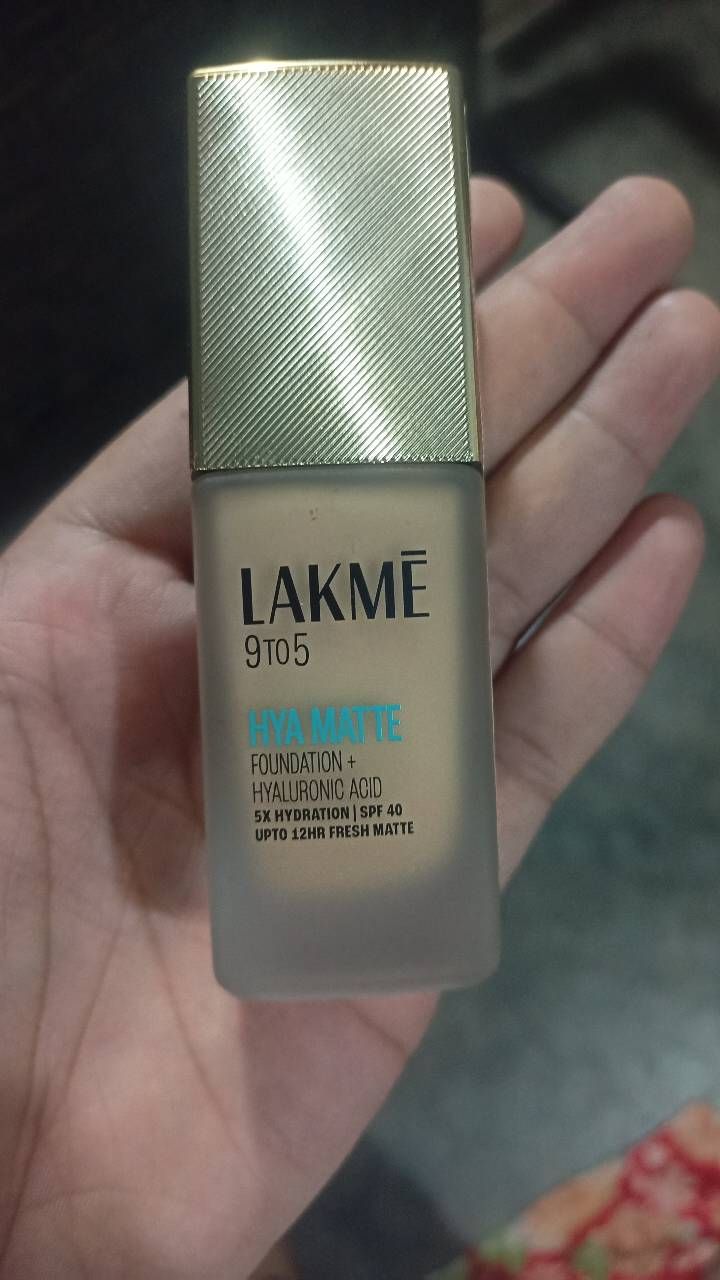 LAKMĒ
9TO5
HYA MATTE
FOUNDATION +
HYALURONIC ACID
5X HYDRATION | SPF 40
UPTO 12HR FRESH MATTE